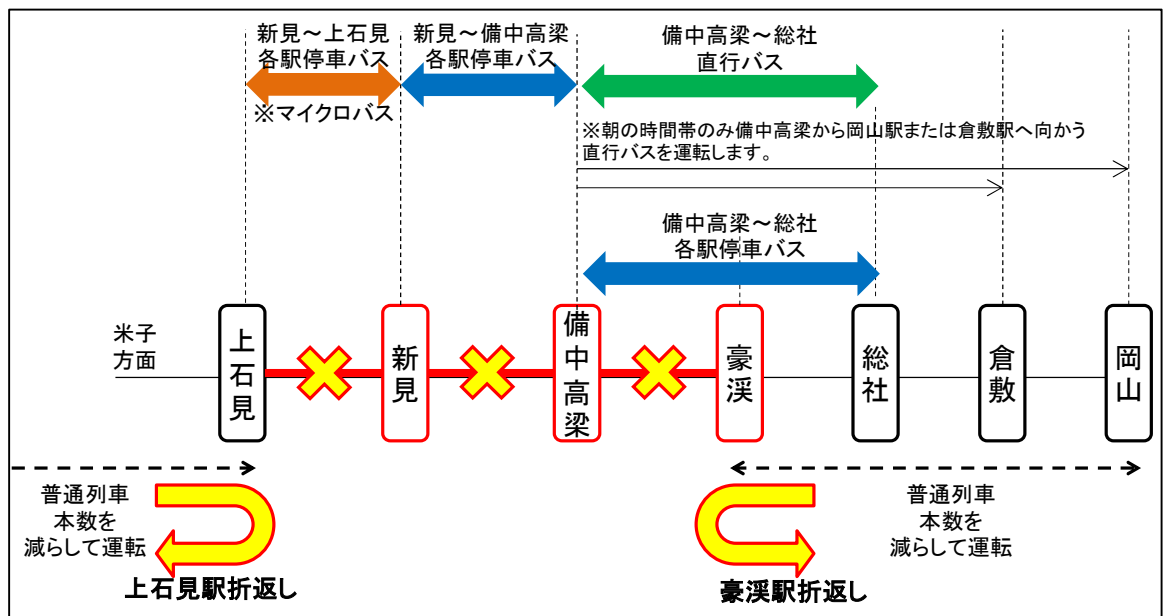 新見~上石見
各駅停車バス
※マイクロバス
新見~備中高梁
各駅停車バス
備中高梁~総社
直行バス
※朝の時間帯のみ備中高梁から岡山駅または倉敷駅へ向かう
直行バスを運転します。
備中高梁~総社
各駅停車バス
米子
方面
上石見
新見
備中高梁
豪渓
総社
倉敷
岡山
普通列車
本数を
減らして運転
上石見駅折返し
豪渓駅折返し
普通列車
本数を
減らして運転